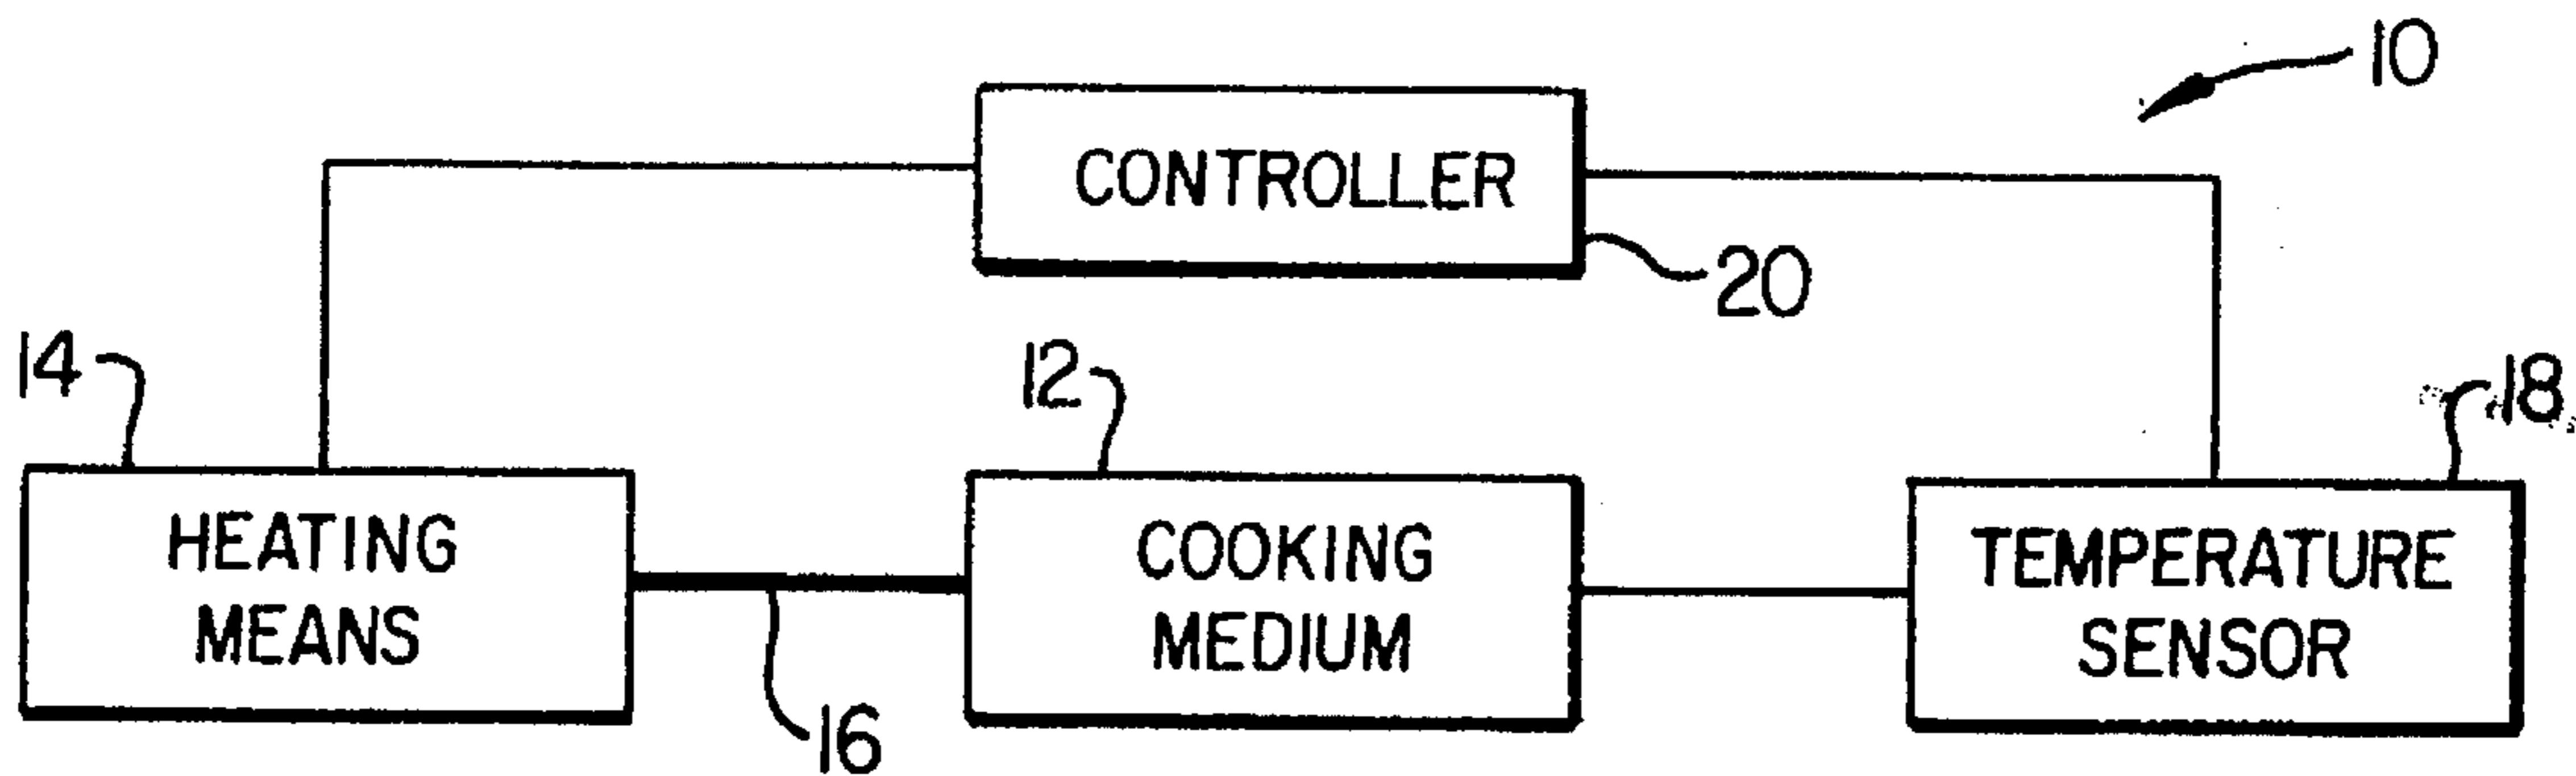 10
CONTROLLER
20
14
12
18
HEATING
MEANS
COOKING
MEDIUM
TEMPERATURE
SENSOR
16